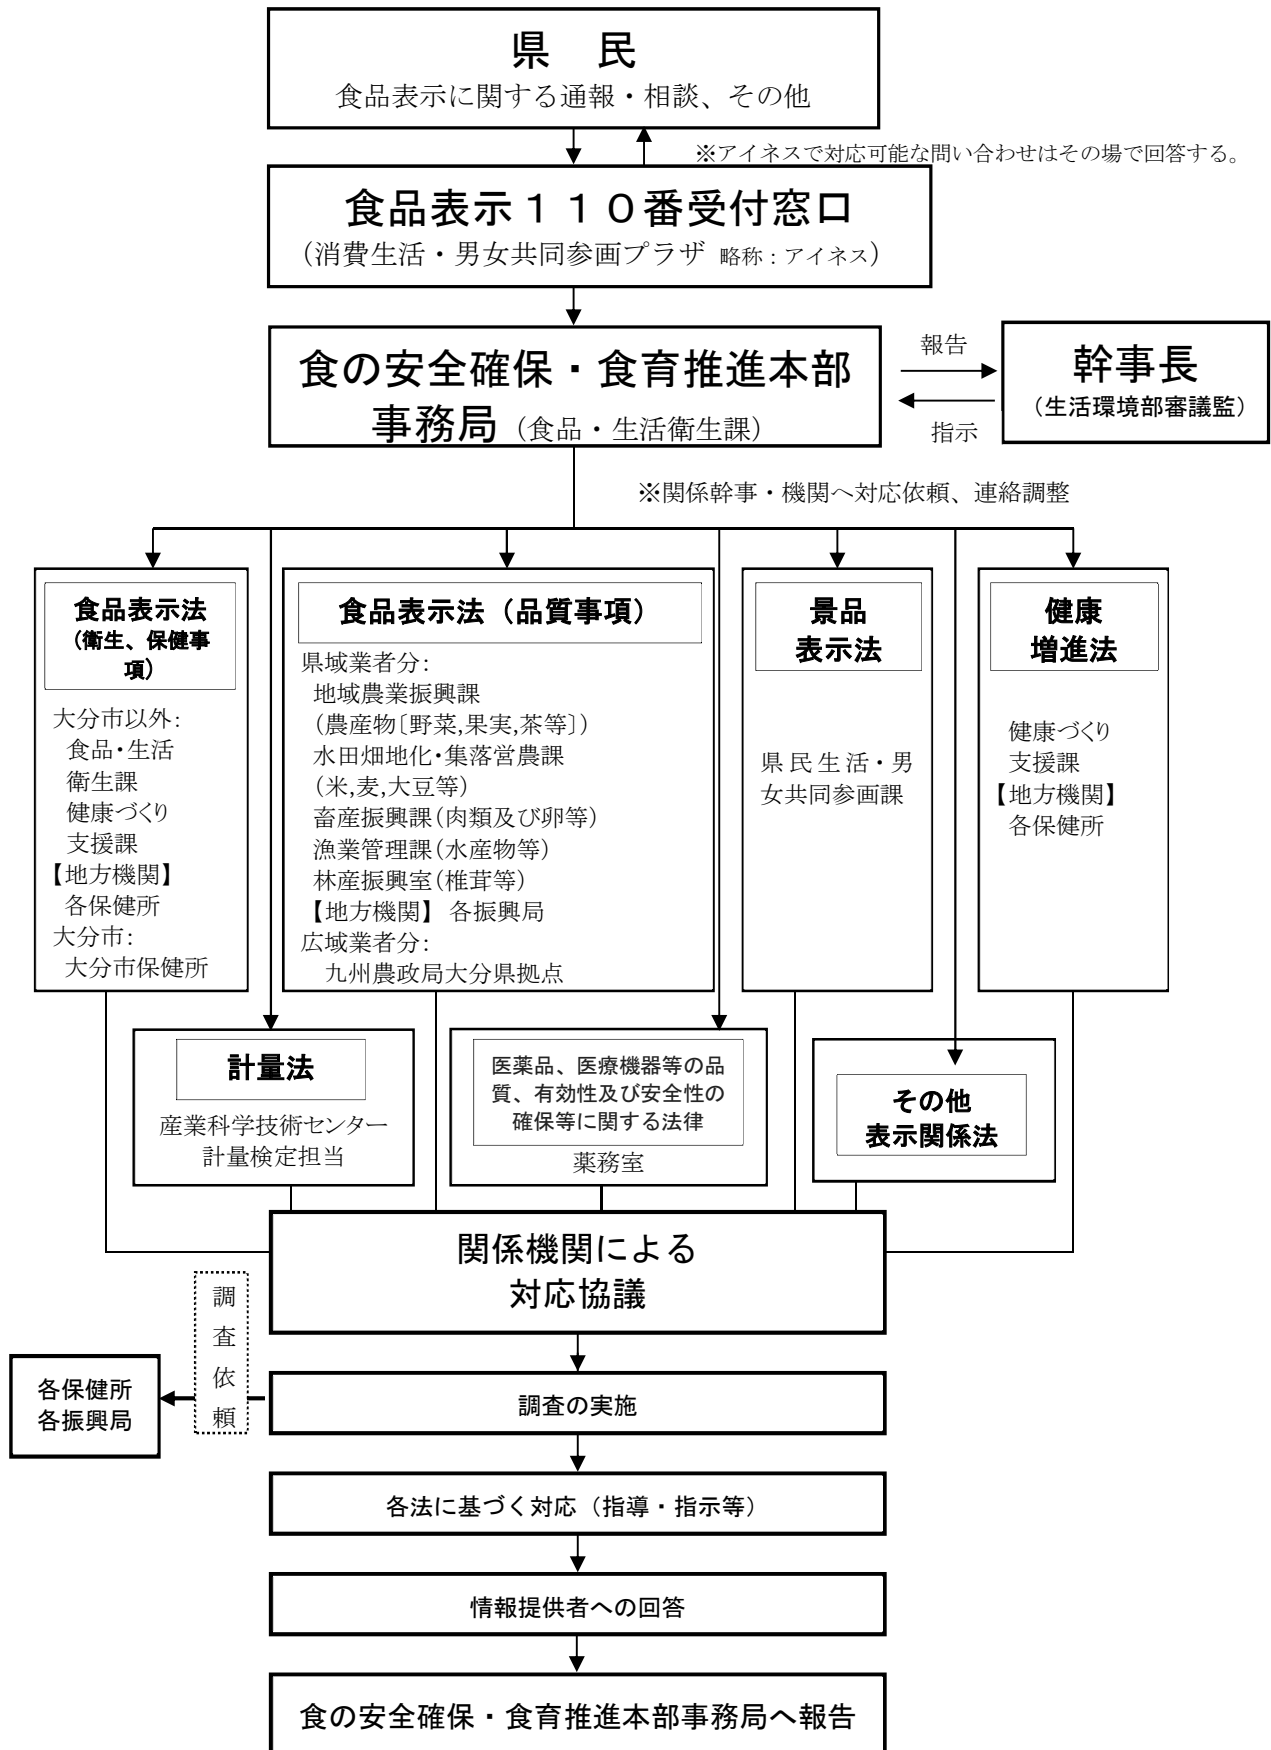 県　民
食品表示に関する通報・相談、その他
※アイネスで対応可能な問い合わせはその場で回答する。
食品表示１１０番受付窓口
（消費生活・男女共同参画プラザ 略称：アイネス）
食の安全確保・食育推進本部
事務局（食品・生活衛生課）
報告
指示
幹事長
（生活環境部審議監）
※関係幹事・機関へ対応依頼、連絡調整
食品表示法
（衛生、保健事
項）
大分市以外：
食品・生活
衛生課
健康づくり
支援課
【地方機関】
各保健所
大分市：
大分市保健所
食品表示法（品質事項）
県域業者分：
地域農業振興課
（農産物〔野菜,果実,茶等〕）
水田畑地化・集落営農課
（米,麦,大豆等）
畜産振興課（肉類及び卵等）
漁業管理課（水産物等）
林産振興室（椎茸等）
【地方機関】 各振興局
広域業者分：
九州農政局大分県拠点
景品
表示法
県民生活・男
女共同参画課
健康
増進法
健康づくり
支援課
【地方機関】
各保健所
計量法
産業科学技術センター
計量検定担当
医薬品、医療機器等の品
質、有効性及び安全性の
確保等に関する法律
薬務室
その他
表示関係法
関係機関による
対応協議
調
査
依
頼
各保健所
各振興局
調査の実施
各法に基づく対応（指導・指示等）
情報提供者への回答
食の安全確保・食育推進本部事務局へ報告